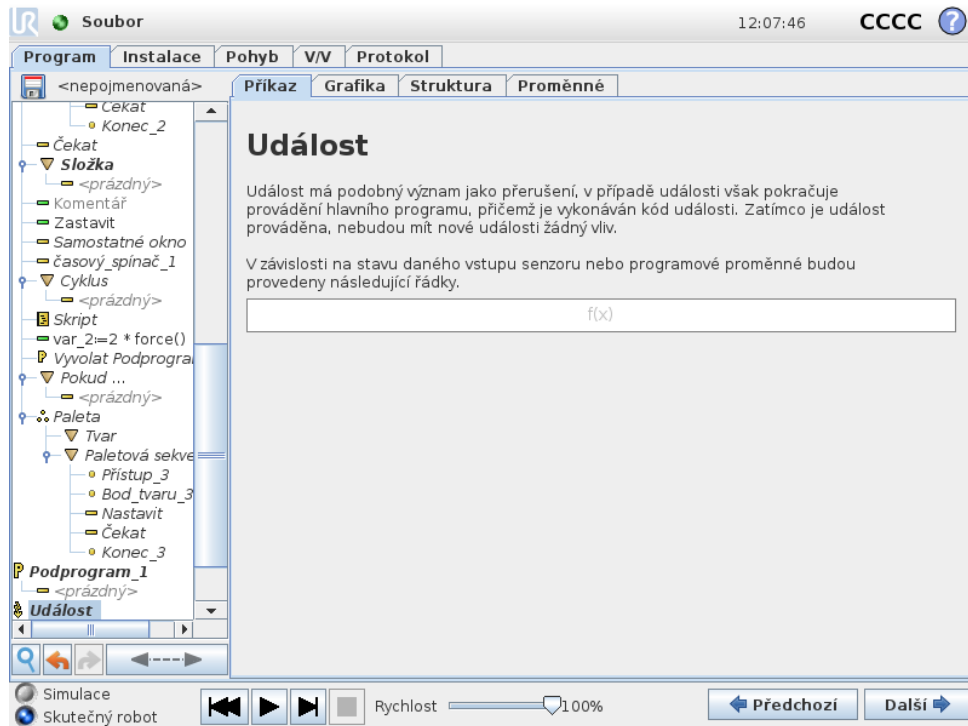 UR Soubor 12:07:46 CCCC ?
Program Instalace Pohyb V/V Protokol
<nepojmenovaná> Příkaz Grafika Struktura Proměnné
Čekat
Konec_2
Čekat
Složka
<prázdný>
Komentář
Zastavit
Samostatné okno
časový_spínač_1
Cyklus
<prázdný>
Skript
var_2:=2 * force()
Vyvolat Podprogra
Pokud ...
<prázdný>
Paleta
Tvar
Paletová sekve
Přístup_3
Bod_tvaru_3
Nastavit
Čekat
Konec_3
Podprogram_1
<prázdný>
Událost
Událost
Událost má podobný význam jako přerušení, v případě události však pokračuje
provádění hlavního programu, přičemž je vykonáván kód události. Zatímco je událost
prováděna, nebudou mít nové události žádný vliv.
V závislosti na stavu daného vstupu senzoru nebo programové proměnné budou
provedeny následující řádky.
f(x)
Simulace
Skutečný robot
Rychlost 100%
Předchozí Další